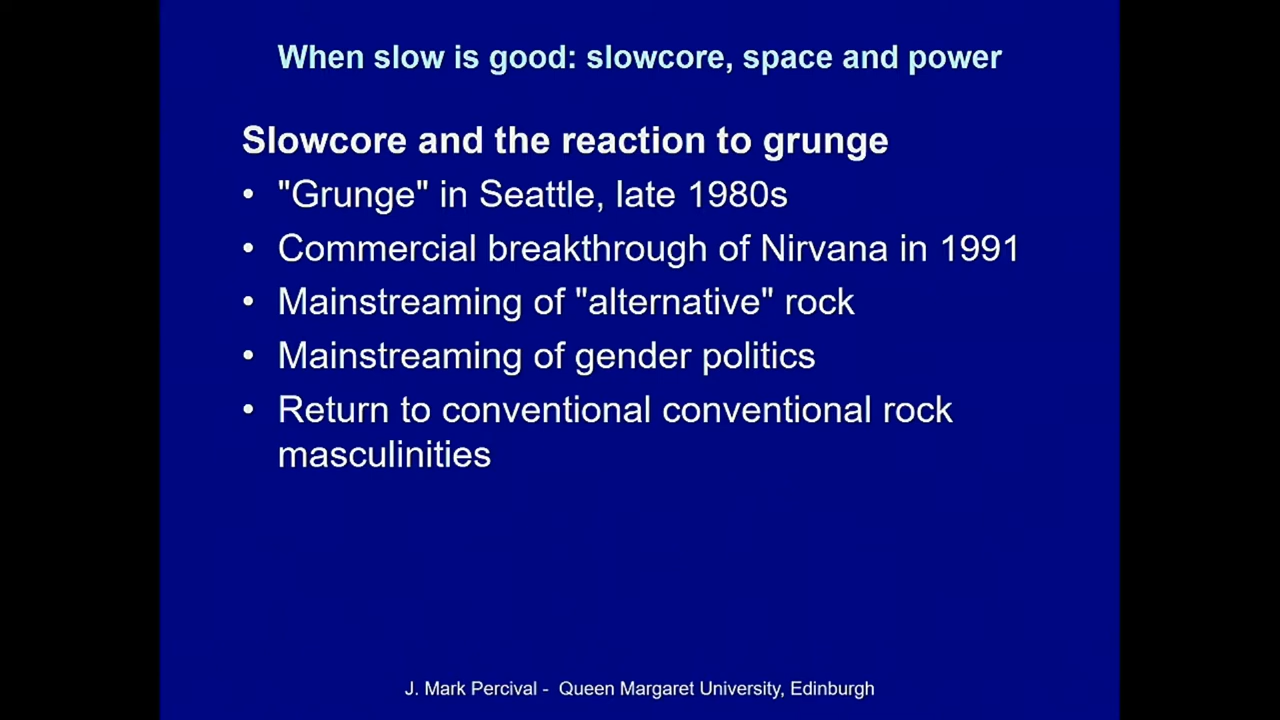 When slow is good: slowcore, space and power
Slowcore and the reaction to grunge
• "Grunge" in Seattle, late 1980s
• Commercial breakthrough of Nirvana in 1991
• Mainstreaming of "alternative" rock
• Mainstreaming of gender politics
• Return to conventional conventional rock
masculinities
J. Mark Percival - Queen Margaret University, Edinburgh